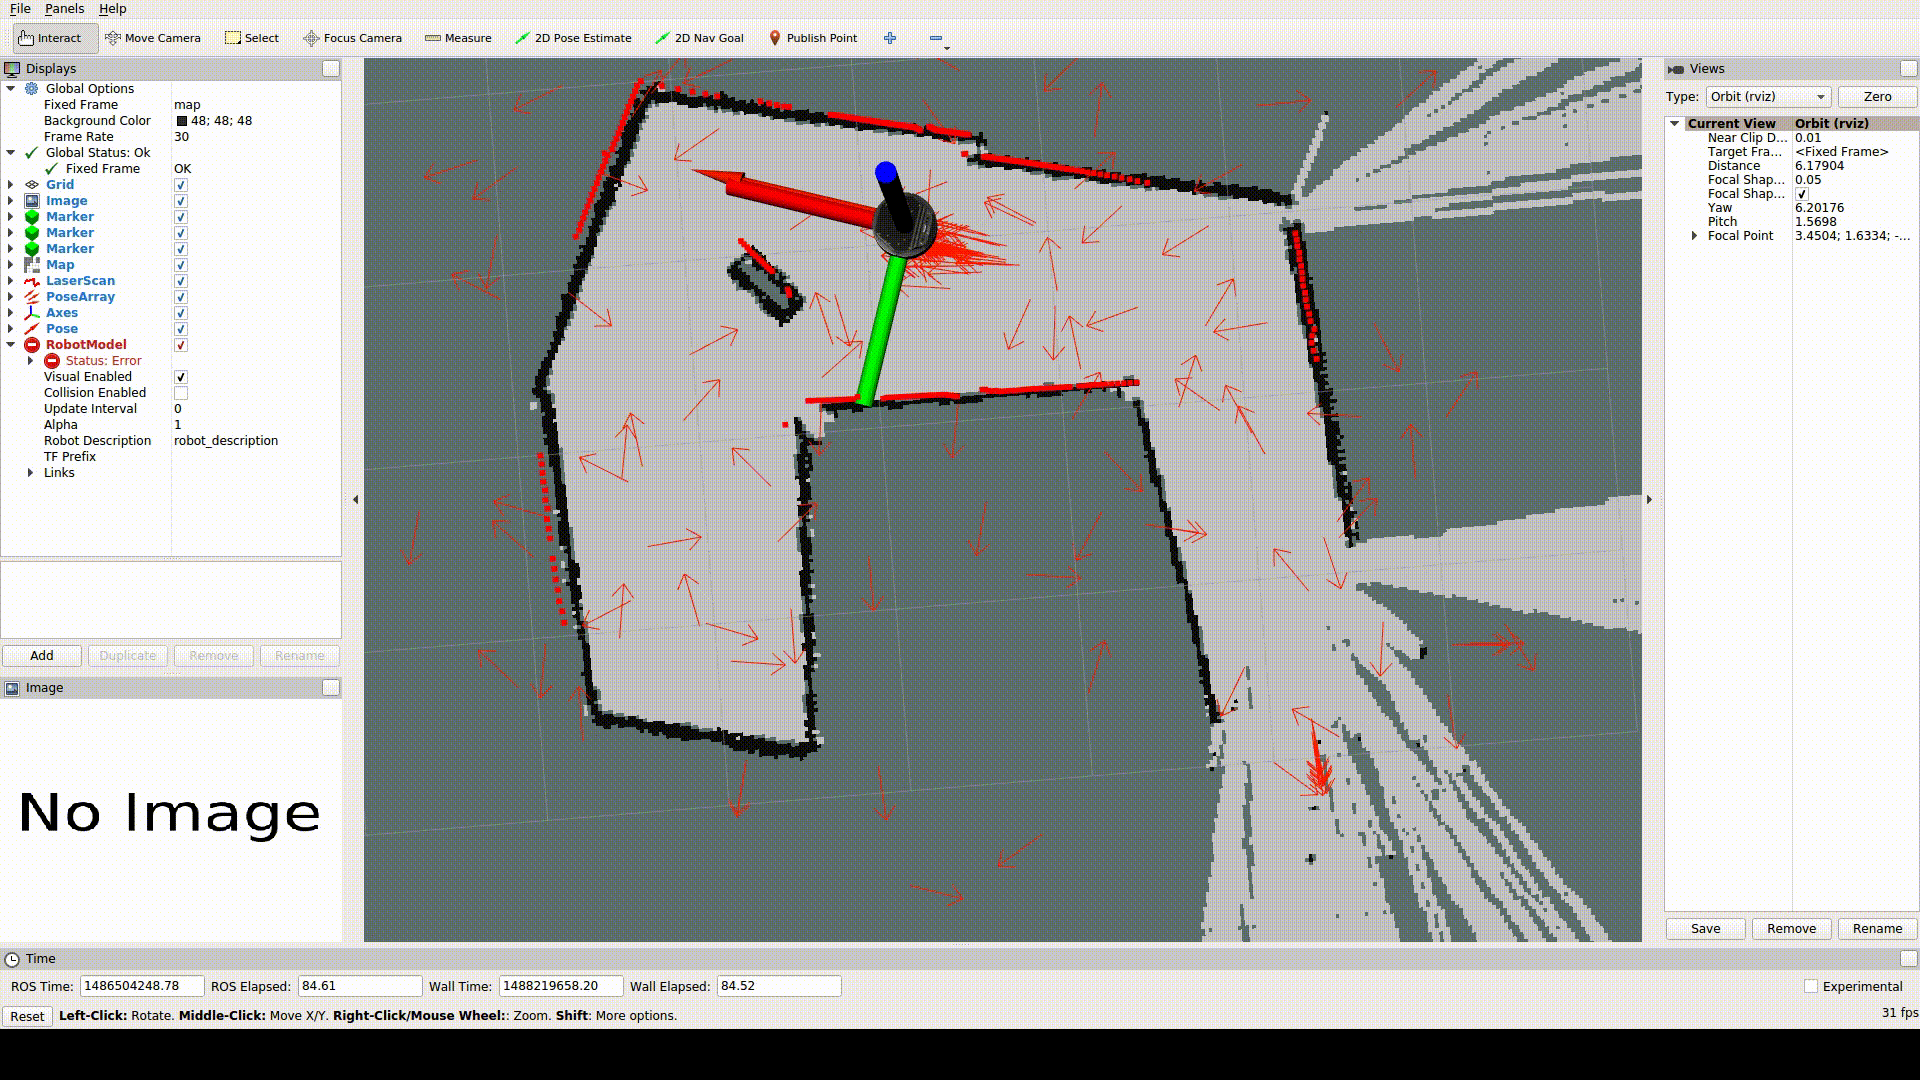 File Panels Help
Interact Move Camera Select Focus Camera Measure 2D Pose Estimate 2D Nav Goal Publish Point
Displays
Global Options
Fixed Frame map
Background Color 48; 48; 48
Frame Rate 30
Global Status: Ok
Fixed Frame OK
Grid
Image
Marker
Marker
Marker
Map
LaserScan
PoseArray
Axes
Pose
RobotModel
Status: Error
Visual Enabled
Collision Enabled
Update Interval 0
Alpha 1
Robot Description robot_description
TF Prefix
Links
Add Duplicate Remove Rename
Image
No Image
Views
Type: Orbit (rviz) Zero
Current View Orbit (rviz)
Near Clip D... 0.01
Target Fra... <Fixed Frame>
Distance 6.17904
Focal Shap... 0.05
Focal Shap...
Yaw 6.20176
Pitch 1.5698
Focal Point 3.4504; 1.6334; -...
Save Remove Rename
Time
ROS Time: 1486504248.78 ROS Elapsed: 84.61 Wall Time: 1488219658.20 Wall Elapsed: 84.52 Experimental
Reset Left-Click: Rotate. Middle-Click: Move X/Y. Right-Click/Mouse Wheel:: Zoom. Shift: More options. 31 fps